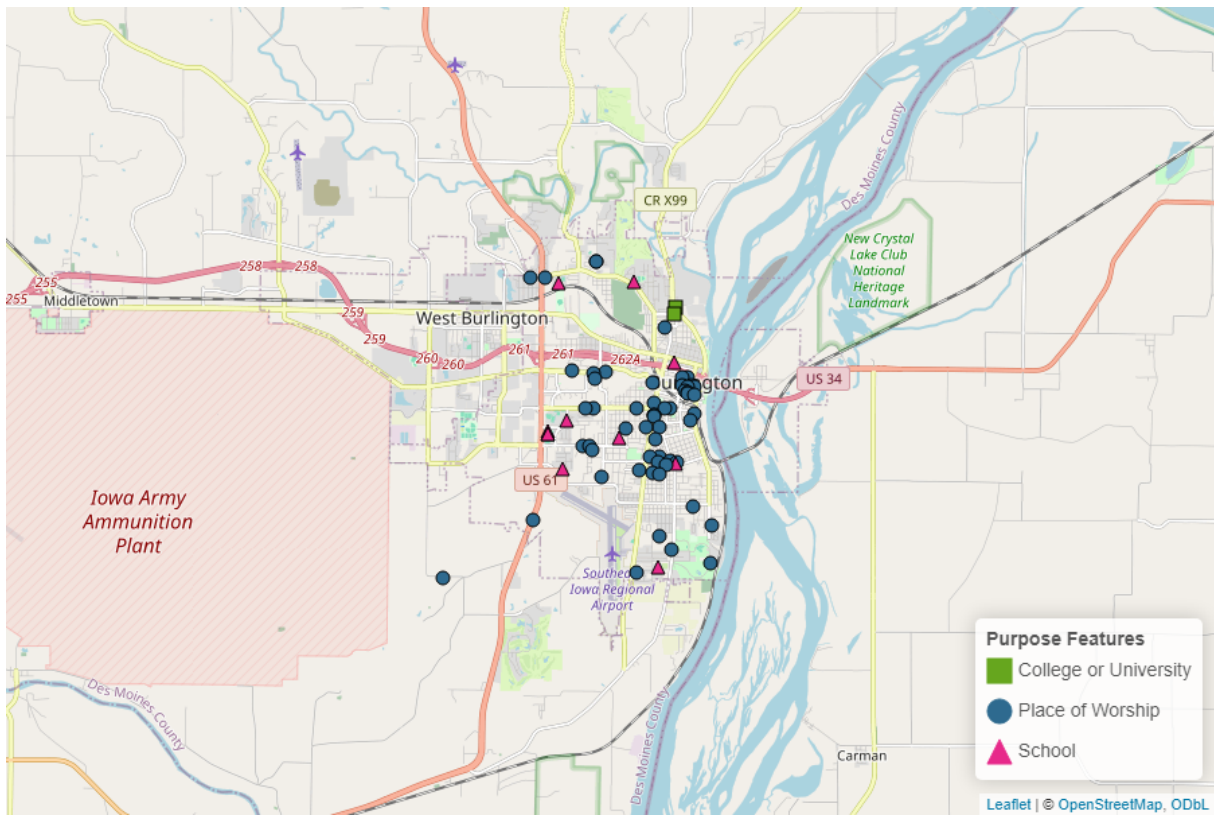 Des Moines County
CR X99
New Crystal
Lake Club
National
Heritage
Landmark
258
258
255
255
Middletown
259
259
West Burlington
260
260
261
261
262A
US 34
US 61
Iowa Army
Ammunition
Plant
Iowa Regional
Airport
Des Moines County
Des Moines County
Carman
Purpose Features
College or University
Place of Worship
School
Leaflet | © OpenStreetMap, ODbL